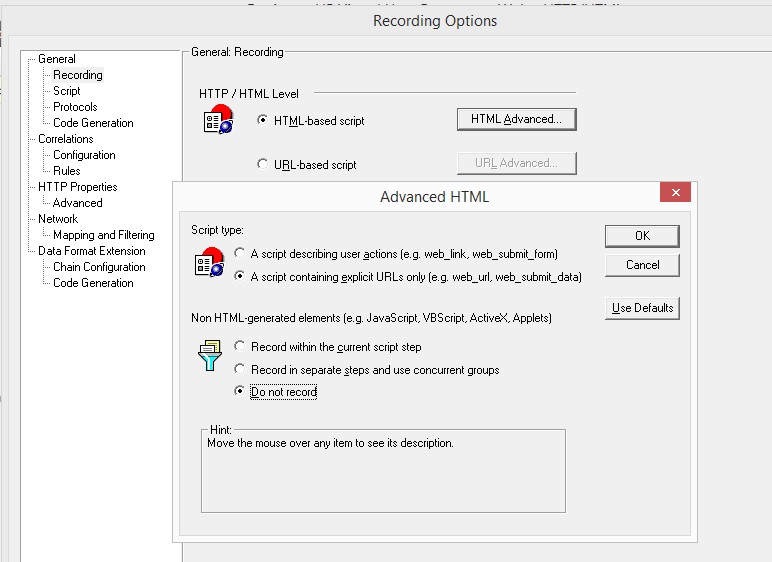 Recording Options
General
Recording
Script
Protocols
Code Generation
Correlations
Configuration
Rules
HTTP Properties
Advanced
Network
Mapping and Filtering
Data Format Extension
Chain Configuration
Code Generation
General: Recording
HTTP / HTML Level
HTML-based script
HTML Advanced...
URL-based script
URL Advanced...
Advanced HTML
Script type:
A script describing user actions (e.g. web_link, web_submit_form)
A script containing explicit URLs only (e.g. web_url, web_submit_data)
OK
Cancel
Use Defaults
Non HTML-generated elements (e.g. JavaScript, VBScript, ActiveX, Applets)
Record within the current script step
Record in separate steps and use concurrent groups
Do not record
Hint:
Move the mouse over any item to see its description.